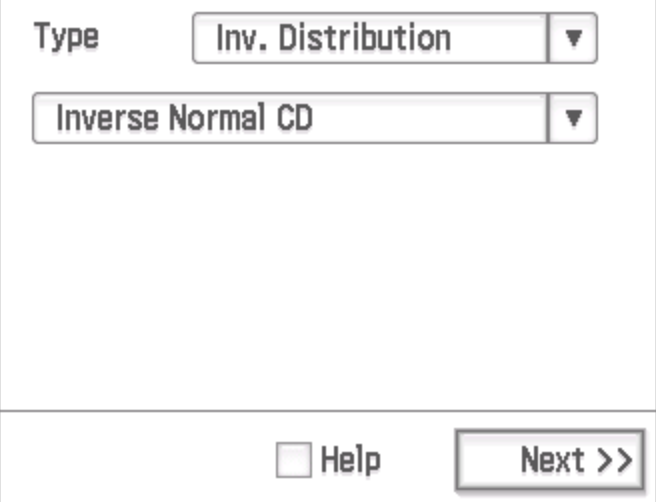 Type Inv. Distribution ▼
Inverse Normal CD ▼
Help Next >>